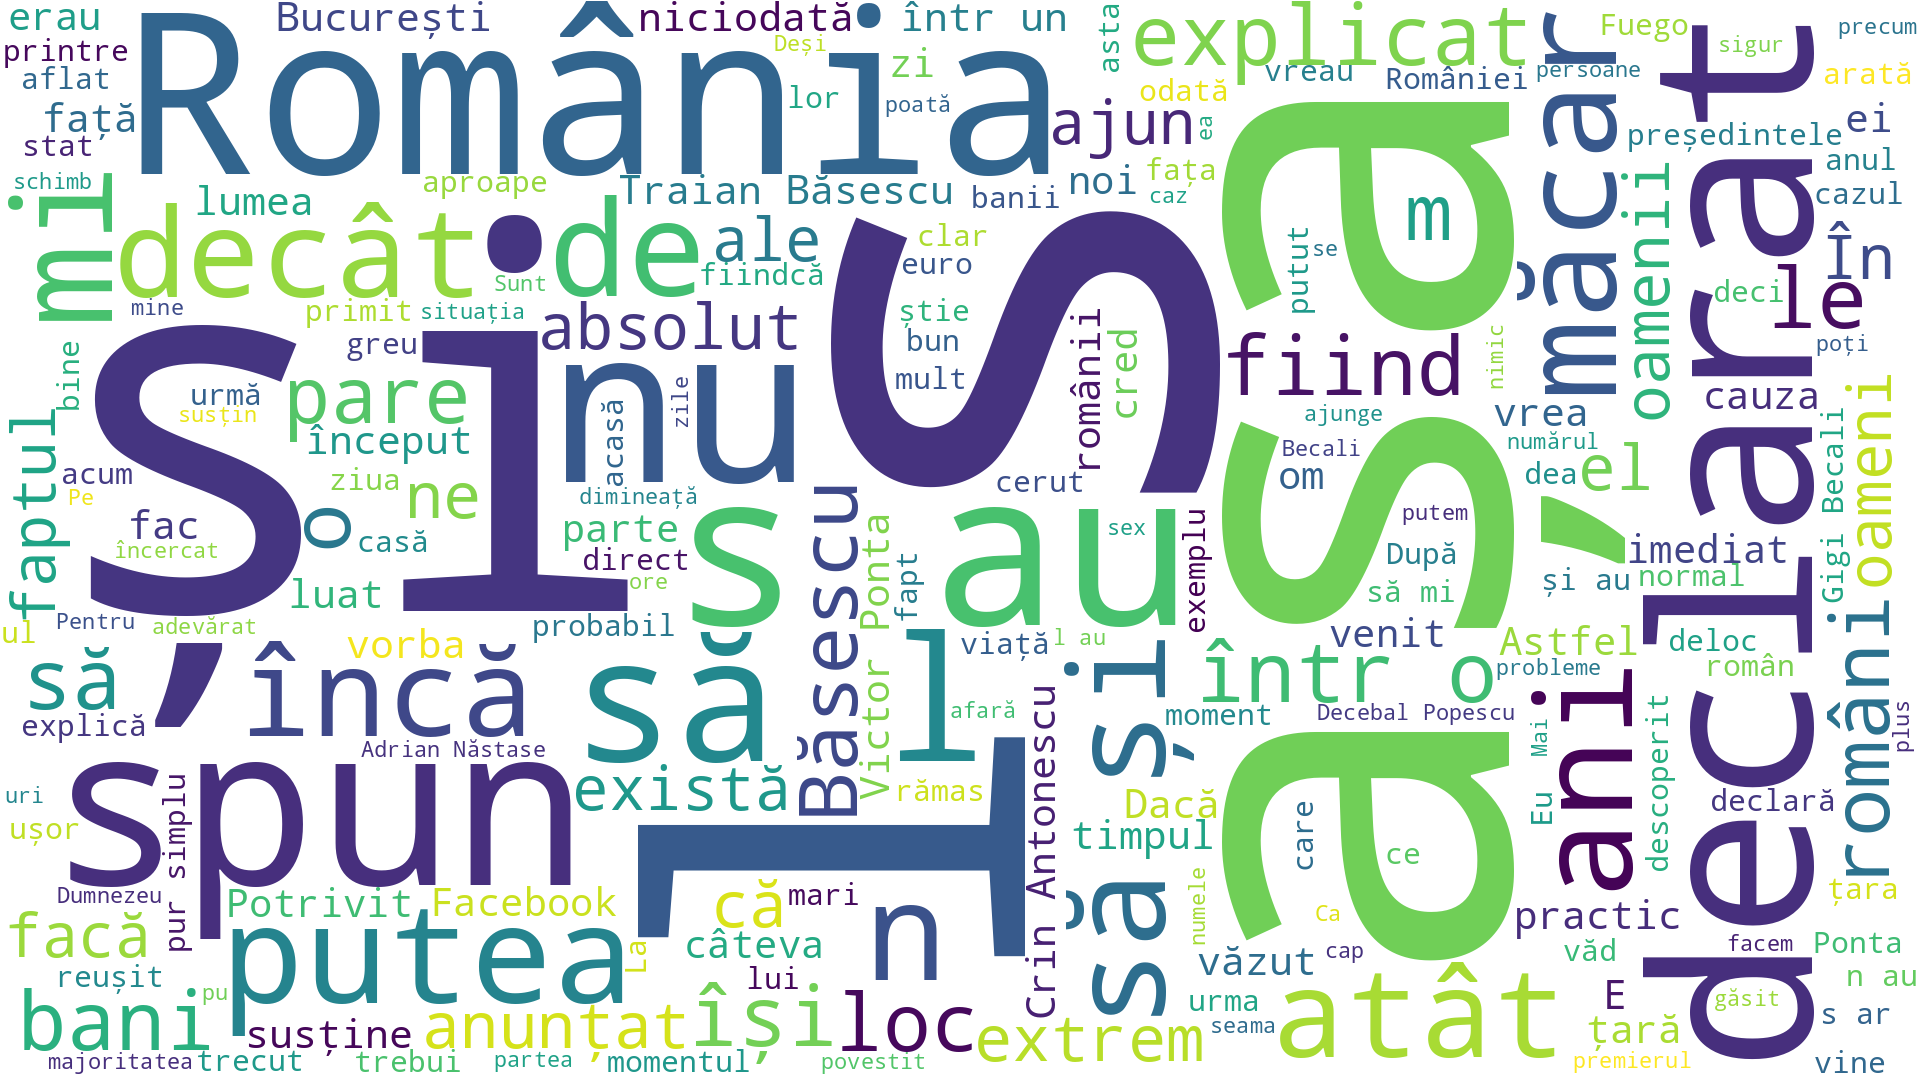 erau
București
niciodată
într un
asta
explicat
Fuego
precum
printre
România
Deși
zi
vreau
României
persoane
sigur
arată
aflat
lor
poată
odată
măcar
declarat
față
ajun
ea
președintele
ei
stat
mi
schimb
aproape
Traian Băsescu
banii
noi
fața
caz
asa
m
oamenii
anul
cazul
lumea
decât
de
ale
clar
În
fiindcă
euro
putut
se
Sunt
mine
primit
situația
absolut
știe
deci
le
și
S
greu
nu
bun
românii
cred
fiind
nimic
poți
bine
pare
urmă
susțin
acasă
zile
mult
ajunge
vrea
cauza
faptul
început
Becali
numărul
Gigi Becali
oameni
acum
Pe
ziua
ne
dimineață
cerut
om
dea
el
fac
o
casă
parte
s
au
sex
exemplu
putem
încercat
direct
Băsescu
Victor Ponta
fapt
După
,
imediat
luat
ore
să mi
și au
normal
ul
Pentru
adevărat
probabil
viață
l au
venit
Astfel
deloc
români
să
vorba
încă
să
l
să și
într o
probleme
român
explică
Adrian Năstase
afară
Crin Antonescu
moment
Decebal Popescu
Eu
Mai
ani
descoperit
plus
spun
I
există
rămas
Dacă
declară
uri
ușor
pur simplu
timpul
care
ce
Dumnezeu
Potrivit
Facebook
că
mari
n
numele
Ca
practic
țara
facă
putea
La
câteva
văzut
cap
văd
facem
Ponta
reușit
pu
lui
urma
atât
E
găsit
n au
bani
susține
anunțat
își
loc
extrem
seama
țară
s ar
majoritatea
trecut
trebui
partea
momentul
povestit
premierul
vine